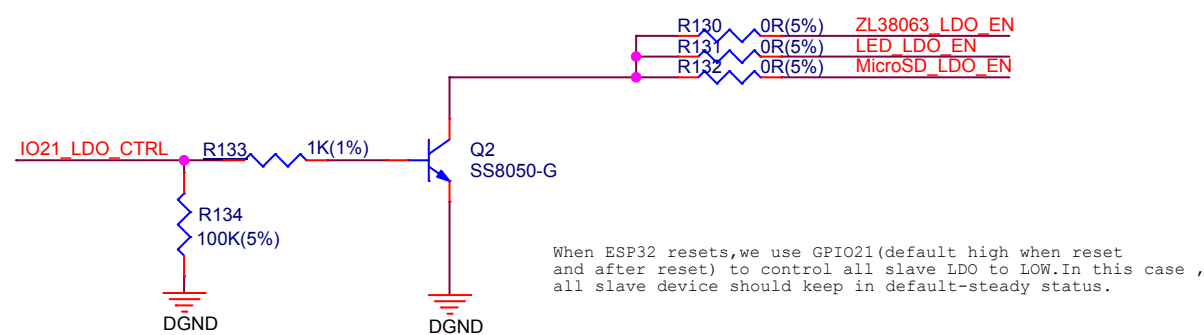 R130 0R(5%) ZL38063_LDO_EN
R131 0R(5%) LED_LDO_EN
R132 0R(5%) MicroSD_LDO_EN
IO21_LDO_CTRL R133 1K(1%) Q2
SS8050-G
R134
100K(5%)
When ESP32 resets,we use GPIO21(default high when reset
and after reset) to control all slave LDO to LOW.In this case ,
all slave device should keep in default-steady status.
DGND DGND